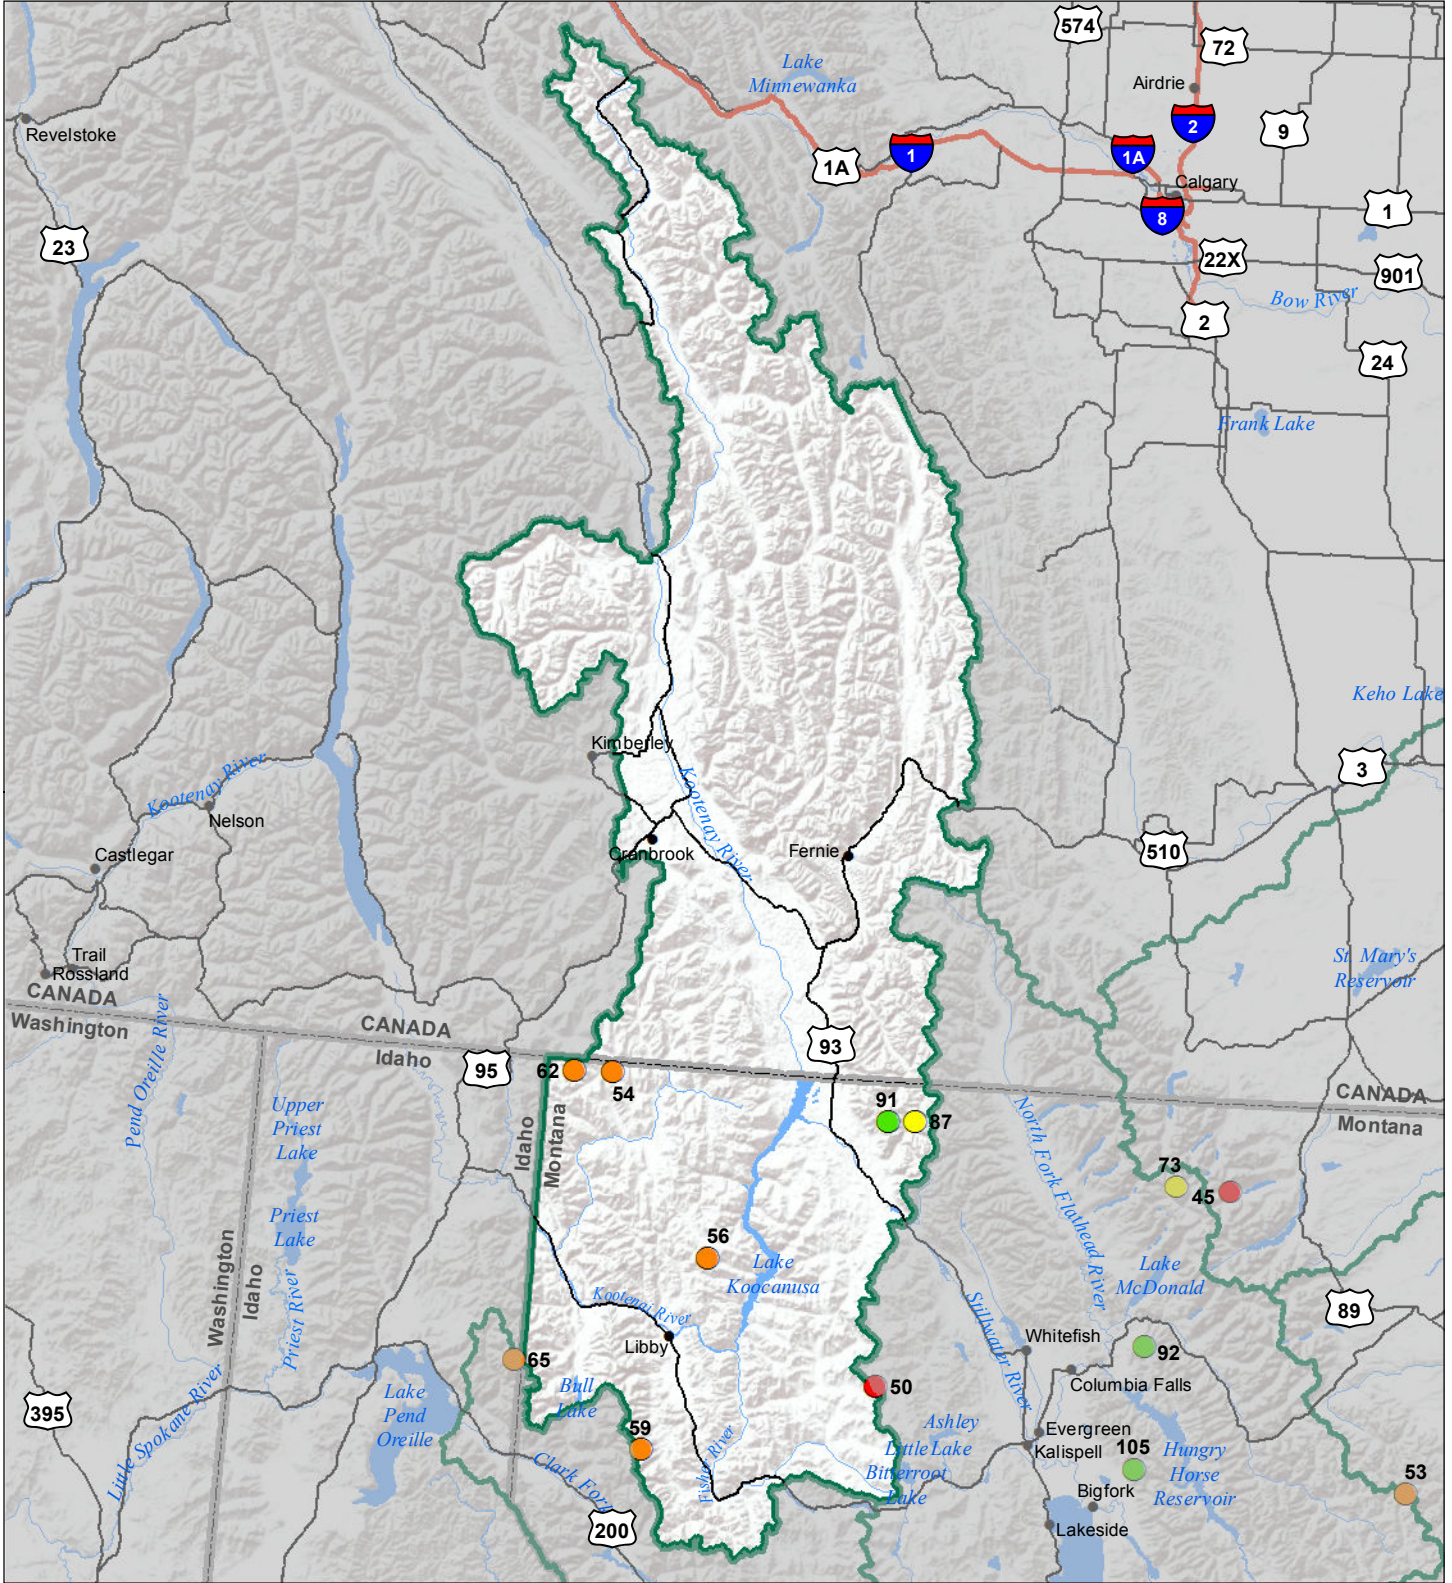 574
72
Lake
Minnewanka
Airdrie
Revelstoke
2
9
1A
1
1A
Calgary
8
1
23
22X
901
Bow River
2
24
Frank Lake
Keho Lake
Kimberley
3
Kootenay River
Kootenay River
Nelson
Castlegar
Cranbrook
Fernie
510
Trail
Rossland
St. Mary's
Reservoir
CANADA
Washington
CANADA
Idaho
Pend Oreille River
93
95
62
54
CANADA
Montana
Upper
Priest
Lake
Idaho
Montana
91
87
North Fork Flathead River
73
45
Priest
Lake
Washington
Idaho
Priest River
56
Lake
Koocanusa
Lake
McDonald
Kootenai River
89
Stillwater River
Libby
Whitefish
92
65
Columbia Falls
50
Bull
Lake
Lake
Pend
Oreille
395
Little Spokane River
59
Ashley
Little Lake
Bitterroot
Lake
Evergreen
Kalispell
105
Hungry
Horse
Reservoir
Clark Fork
Fisher River
53
Bigfork
200
Lakeside